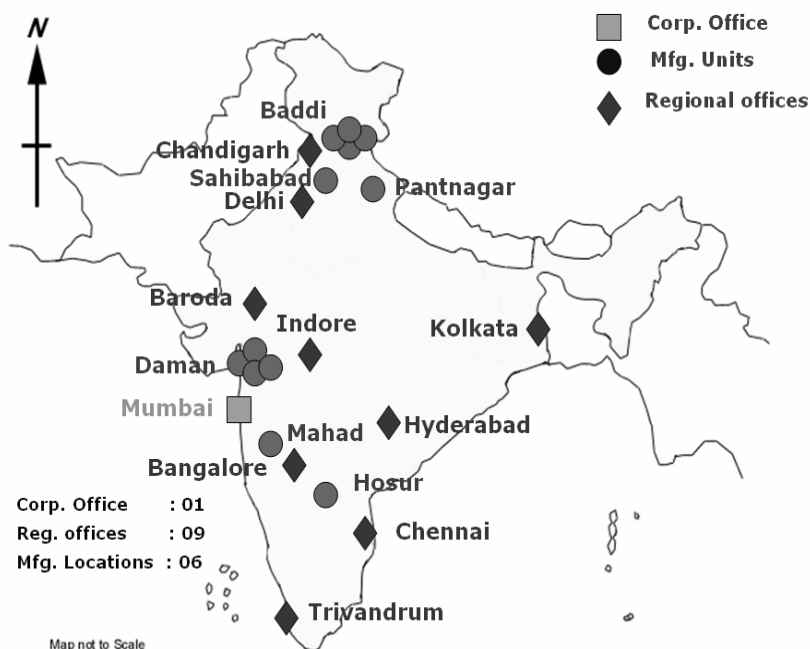 N
Corp. Office
Mfg. Units
Regional offices
Baddi
Chandigarh
Sahibabad
Pantnagar
Delhi
Baroda
Indore
Kolkata
Daman
Mumbai
Mahad
Hyderabad
Bangalore
Hosur
Corp. Office : 01
Reg. offices : 09
Chennai
Mfg. Locations : 06
Trivandrum
Map not to Scale